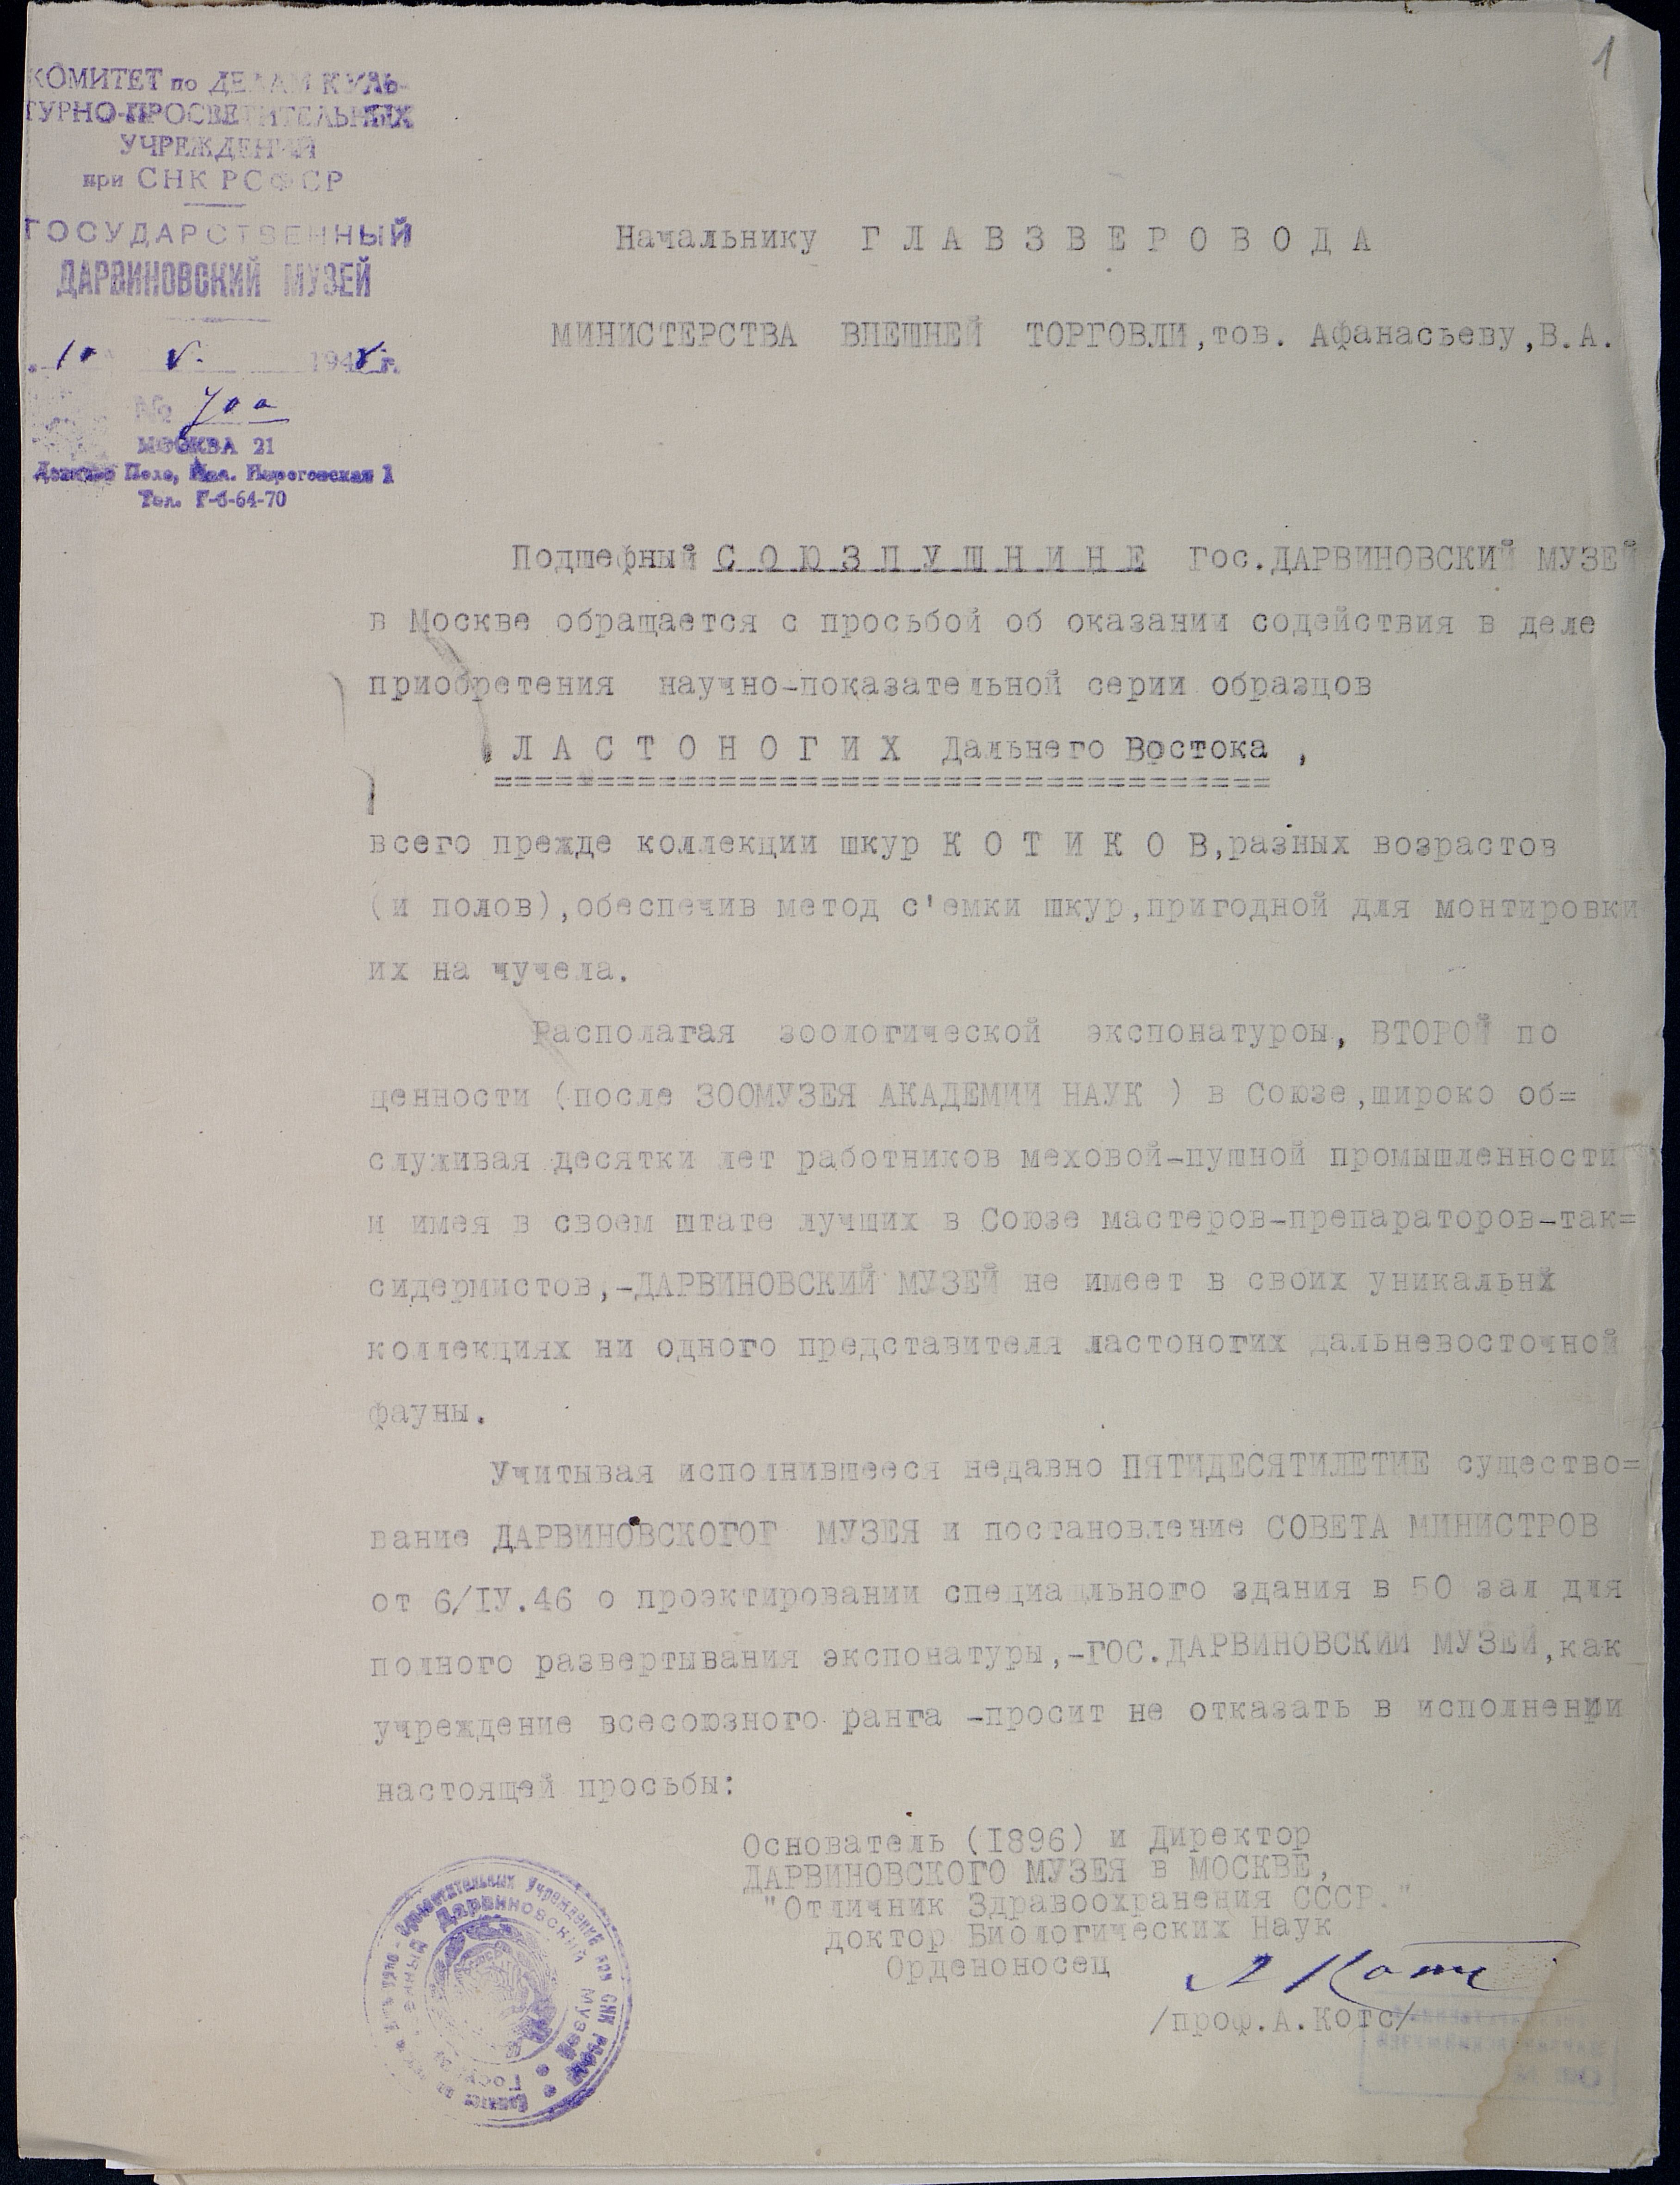 1
КОМИТЕТ по ДЕЛАМ КУЛЬ-
ТУРНО-ПРОСВЕТИТЕЛЬНЫХ
УЧРЕЖДЕНИЙ
при СНК РСФСР
ГОСУДАРСТВЕННЫЙ
ДАРВИНОВСКИЙ МУЗЕЙ
194 г.
№
МОСКВА 21
Тел. Г-6-64-70
Начальнику Г Л А В З В Е Р О В О Д А
МИНИСТЕРСТВА ВНЕШНЕЙ ТОРГОВЛИ,тов. Афанасьеву,В.А.
Подшефный С О Ю З П У Ш Н И Н Е Гос.ДАРВИНОВСКИЙ МУЗЕЙ
в Москве обращается с просьбой об оказании содействия в деле
приобретения научно-показательной серии образцов
Л А С Т О Н О Г И Х Дальнего Востока ,
======================================
всего прежде коллекции шкур К О Т И К О В,разных возрастов
(и полов),обеспечив метод с'емки шкур,пригодной для монтировки
их на чучела.
Располагая зоологической экспонатурой, ВТОРОЙ по
ценности (после ЗООМУЗЕЯ АКАДЕМИИ НАУК ) в Союзе,широко об=
служивая десятки лет работников меховой-пушной промышленности
и имея в своем штате лучших в Союзе мастеров-препараторов-так=
сидермистов,-ДАРВИНОВСКИЙ МУЗЕЙ не имеет в своих уникальнх
коллекциях ни одного представителя ластоногих дальневосточной
фауны.
Учитывая исполнившееся недавно ПЯТИДЕСЯТИЛЕТИЕ существо=
вание ДАРВИНОВСКОГОГ МУЗЕЯ и постановление СОВЕТА МИНИСТРОВ
от 6/IУ.46 о проэктировании специаилльного здания в 50 зал для
полного развертывания экспонатуры,-ГОС.ДАРВИНОВСКИЙ МУЗЕЙ,как
учреждение всесоюзного ранга -просит не отказать в исполнении
настоящей просьбы:
Основатель (1896) и Директор
ДАРВИНОВСКОГО МУЗЕЯ в МОСКВЕ,
"Отличник Здравоохранения СССР."
доктор Биологических Наук
Орденоносец
А Котс
/проф.А.Котс/
Дарвиновский Музей